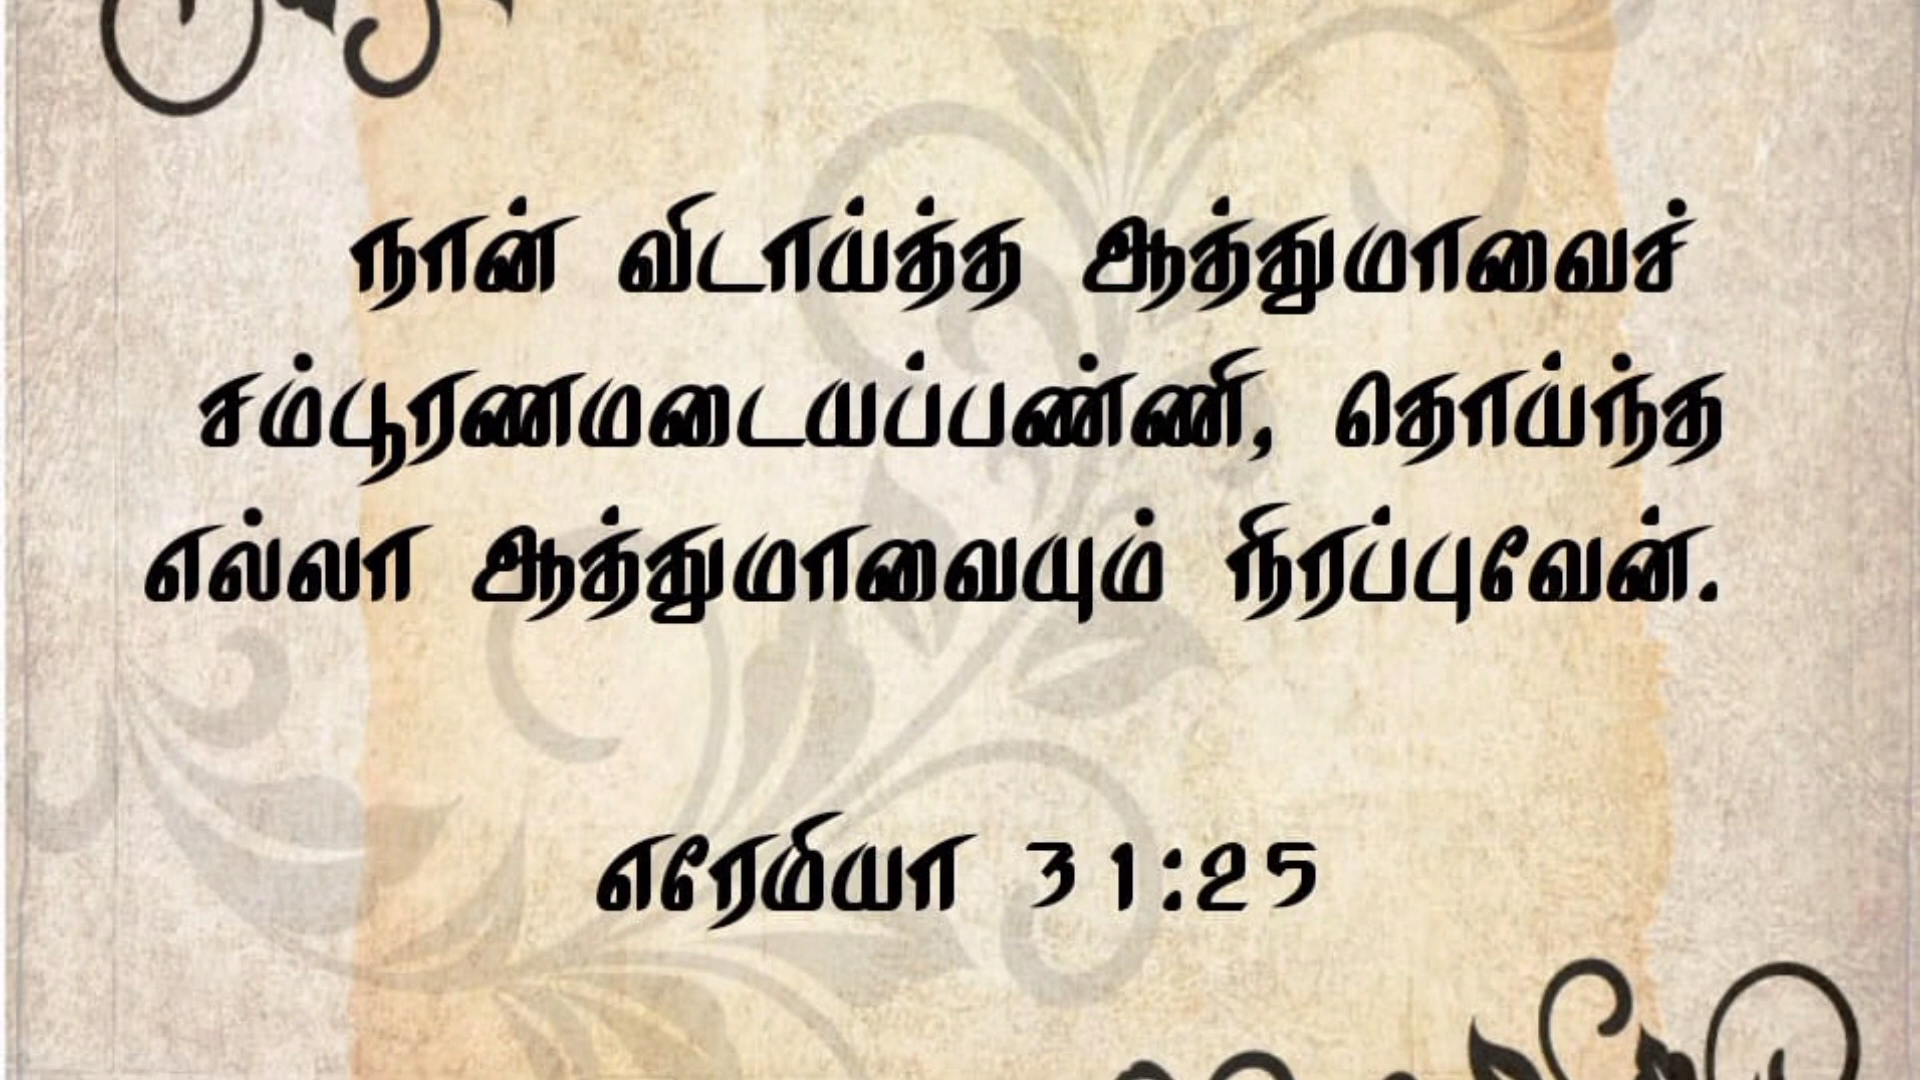 நான் விடாய்த்த ஆத்துமாவைச்
சம்பூரணமடையப்பண்ணி, தொய்ந்த
எல்லா ஆத்துமாவையும் நிரப்புவேன்.
எரேமியா 31:25